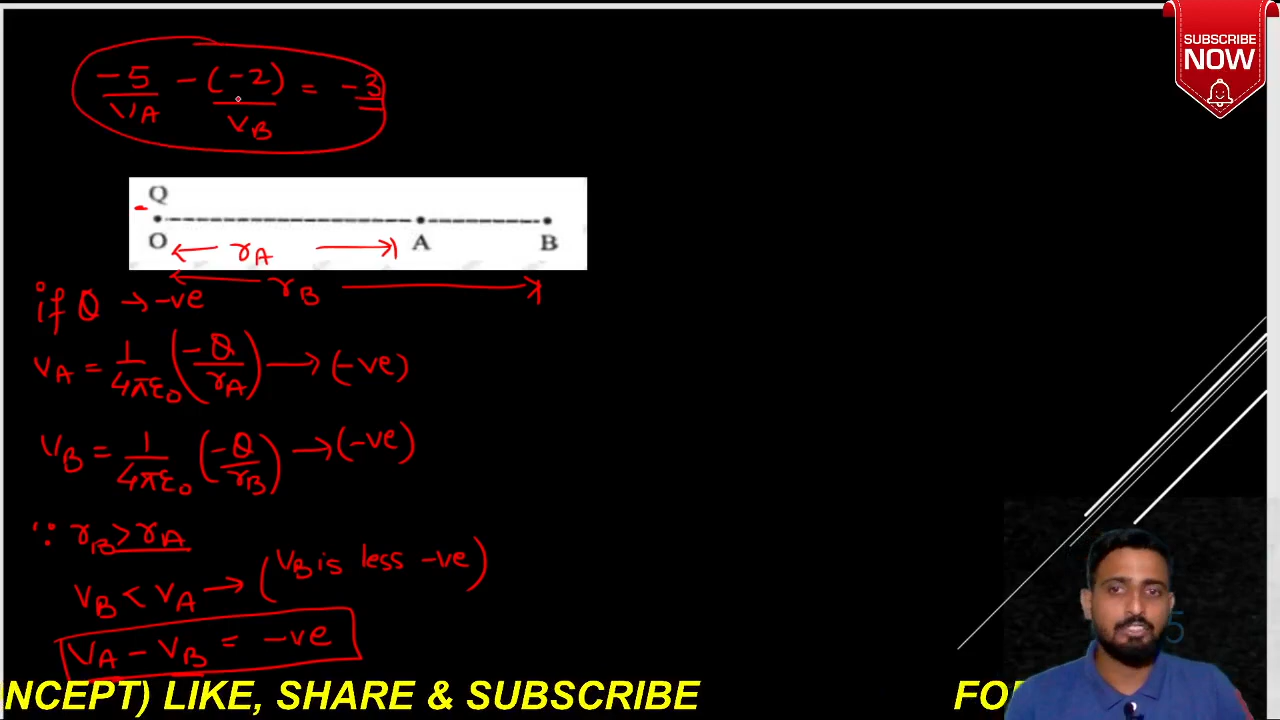 SUBSCRIBE
NOW
-5/VA - (-2)/VB = -3
- Q
O A B
rA
rB
if Q → -ve
VA = 1/4πε0 (-Q/rA) → (-ve)
VB = 1/4πε0 (-Q/rB) → (-ve)
∵ rB > rA
VB < VA → (VB is less -ve)
VA - VB = -ve
5
NCEPT) LIKE, SHARE & SUBSCRIBE FO